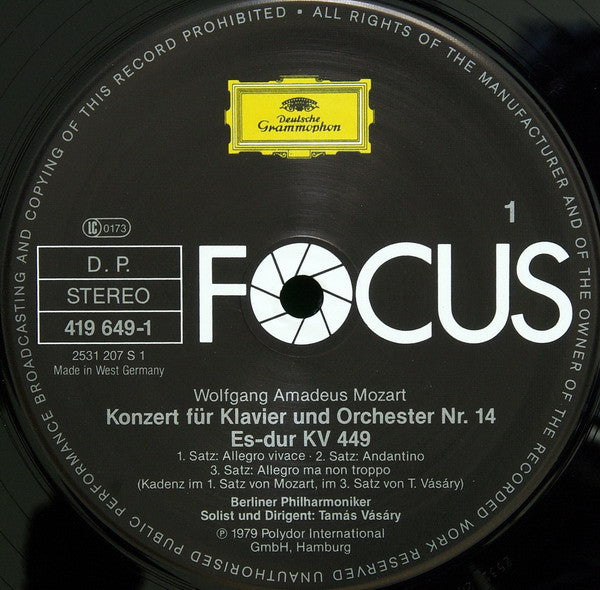 ALL RIGHTS OF THE MANUFACTURER AND OF THE OWNER OF THE RECORDED WORK RESERVED UNAUTHORISED PUBLIC PERFORMANCE BROADCASTING AND COPYING OF THIS RECORD PROHIBITED •
Deutsche
Grammophon
1
LC 0173
D. P.
STEREO
419 649-1
2531 207 S 1
Made in West Germany
FOCUS
Wolfgang Amadeus Mozart
Konzert für Klavier und Orchester Nr. 14
Es-dur KV 449
1. Satz: Allegro vivace · 2. Satz: Andantino
3. Satz: Allegro ma non troppo
(Kadenz im 1. Satz von Mozart, im 3. Satz von T. Vásáry)
Berliner Philharmoniker
Solist und Dirigent: Tamás Vásáry
℗ 1979 Polydor International
GmbH, Hamburg